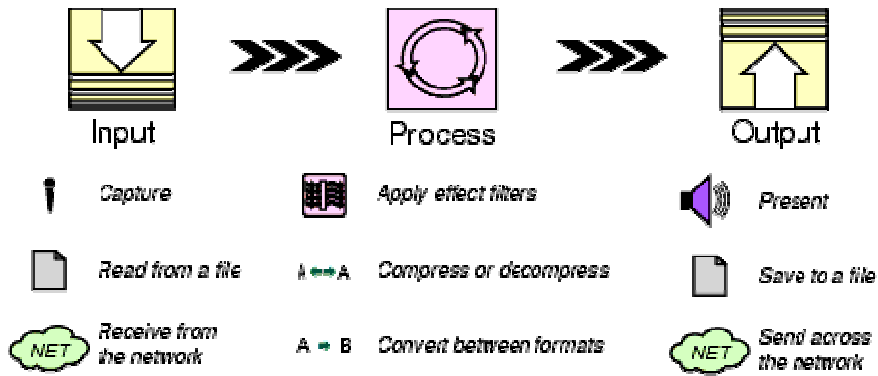 Input
Process
Output
Capture
Apply effect filters
Present
Read from a file
A A
Compress or decompress
Save to a file
NET
Receive from
the network
A B
Convert between formats
NET
Send across
the network